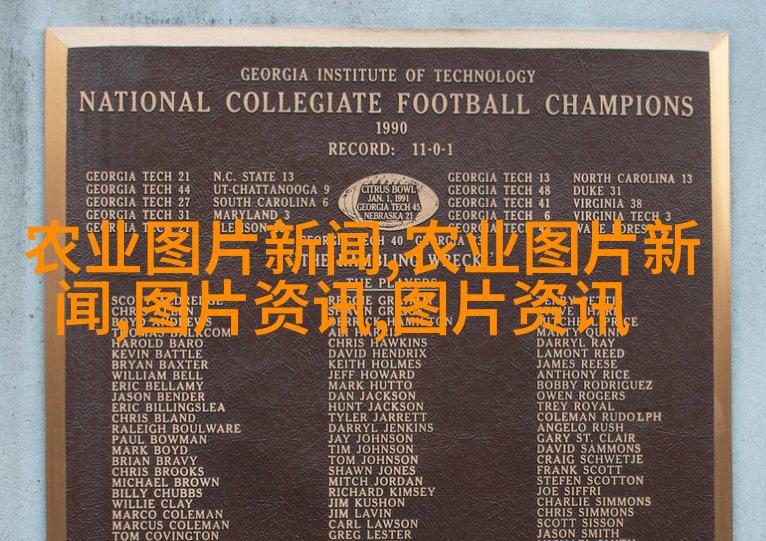 GEORGIA INSTITUTE OF TECHNOLOGY
NATIONAL COLLEGIATE FOOTBALL CHAMPIONS
1990
RECORD: 11-0-1
GEORGIA TECH 21 N.C. STATE 13
GEORGIA TECH 44 UT-CHATTANOOGA 9
GEORGIA TECH 27 SOUTH CAROLINA 6
GEORGIA TECH 31 MARYLAND 3
CITRUS BOWL
JAN. 1, 1991
GEORGIA TECH 45
NEBRASKA 21
GEORGIA TECH 13 NORTH CAROLINA 13
GEORGIA TECH 48 DUKE 31
GEORGIA TECH 41 VIRGINIA 38
GEORGIA TECH 6 VIRGINIA TECH 3
农业图片新闻,农业图片新
闻,图片资讯,图片资讯
THE PLAYERS
HAROLD BARO
KEVIN BATTLE
BRYAN BAXTER
WILLIAM BELL
ERIC BELLAMY
JASON BENDER
ERIC BILLINGSLEA
CHRIS BLAND
RALEIGH BOULWARE
PAUL BOWMAN
MARK BOYD
BRIAN BRAVY
CHRIS BROOKS
MICHAEL BROWN
BILLY CHUBBS
WILLIE CLAY
MARCO COLEMAN
MARCUS COLEMAN
TOM COVINGTON
CHRIS HAWKINS
DAVID HENDRIX
KEITH HOLMES
JEFF HOWARD
MARK HUTTO
DAN JACKSON
HUNT JACKSON
TYLER JARRETT
DARRYL JENKINS
JAY JOHNSON
TIM JOHNSON
TOM JOHNSON
SHAWN JONES
MITCH JORDAN
RICHARD KIMSEY
JIM KUSHON
JIM LAVIN
CARL LAWSON
GREG LESTER
MARTY QUINN
DARRYL RAY
LAMONT REED
JAMES REESE
ANTHONY RICE
BOBBY RODRIGUEZ
OWEN ROGERS
TREY ROYAL
COLEMAN RUDOLPH
ANGELO RUSH
GARY ST. CLAIR
DAVID SAMMONS
CRAIG SCHWETJE
FRANK SCOTT
STEFEN SCOTTON
JOE SIFFRI
CHARLIE SIMMONS
CHRIS SIMMONS
SCOTT SISSON
JASON SMITH